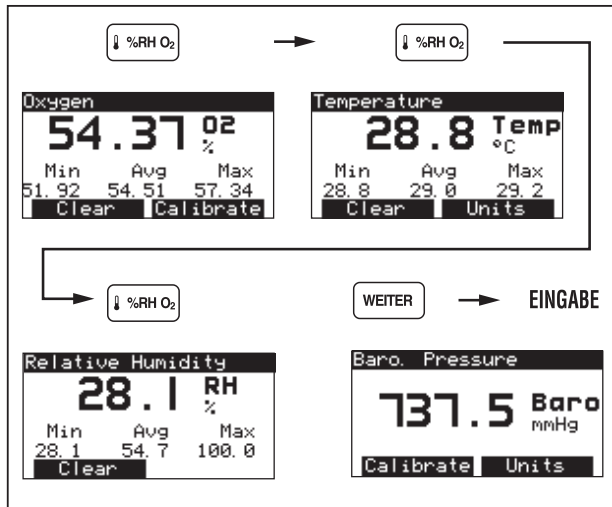 %RH O₂
%RH O₂
Oxygen
54.37 O2 %
Min Avg Max
51.92 54.51 57.34
Clear Calibrate
Temperature
28.8 Temp °C
Min Avg Max
28.8 29.0 29.2
Clear Units
%RH O₂
WEITER
EINGABE
Relative Humidity
28.1 RH %
Min Avg Max
28.1 54.7 100.0
Clear
Baro. Pressure
737.5 Baro mmHg
Calibrate Units